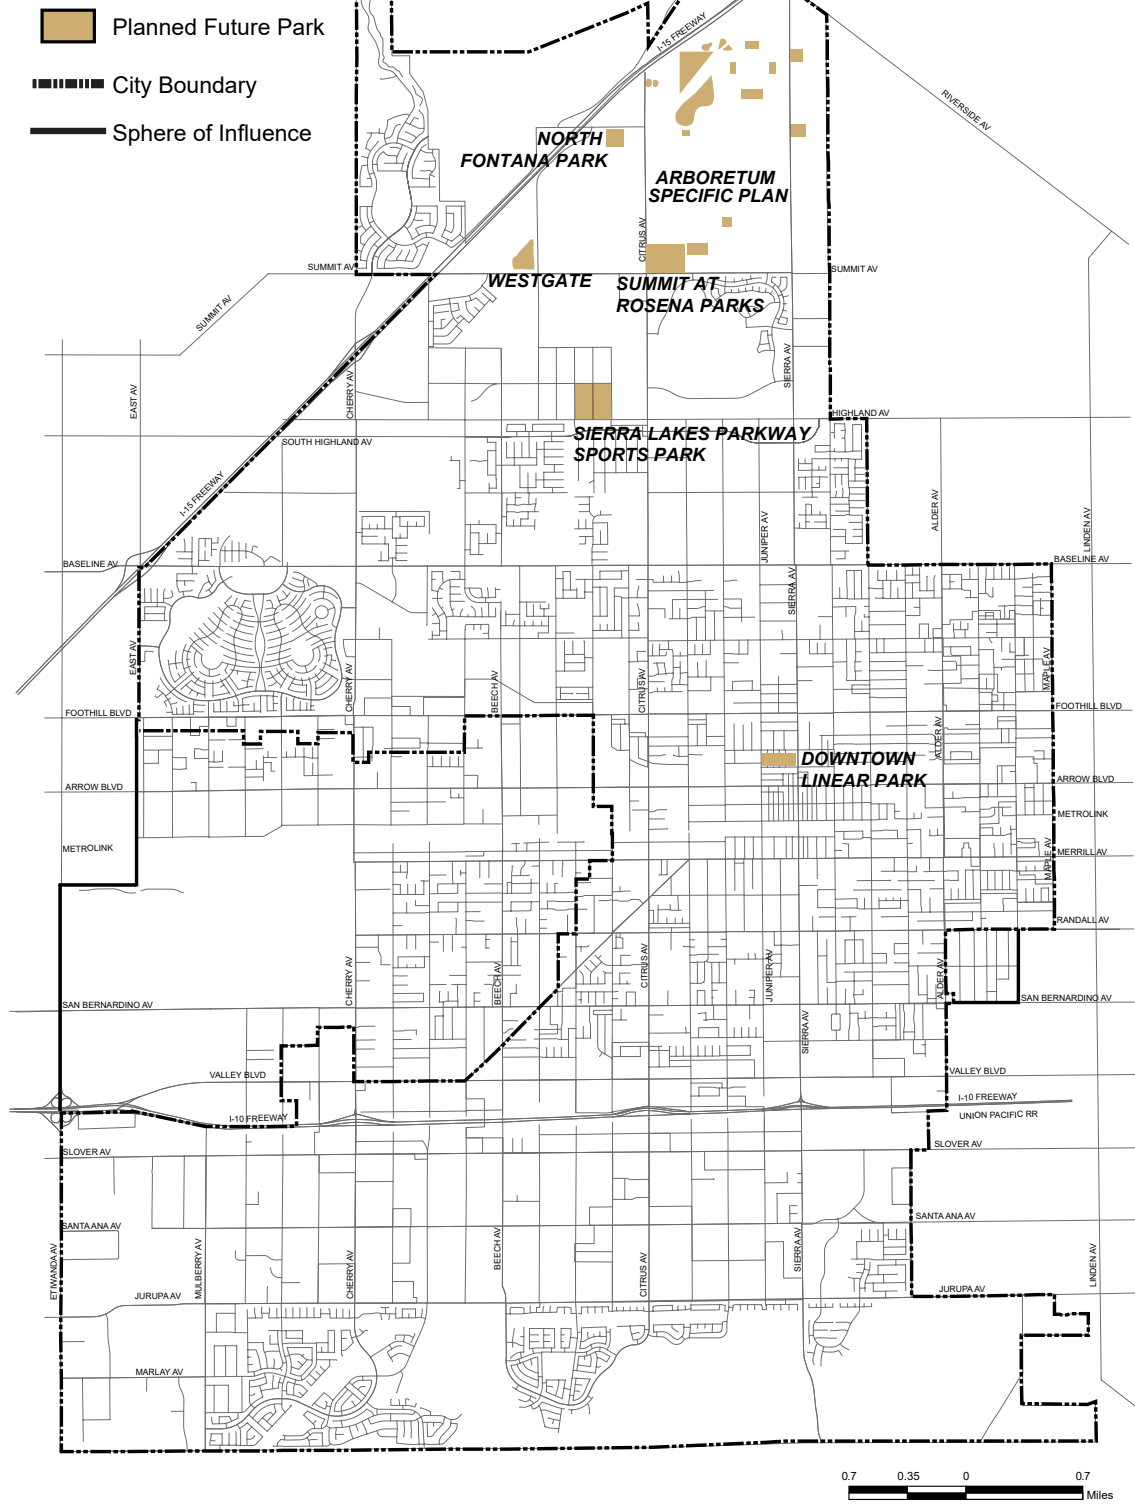 Planned Future Park
City Boundary
Sphere of Influence
I-15 FREEWAY
RIVERSIDE AV
NORTH
FONTANA PARK
ARBORETUM
SPECIFIC PLAN
CITRUS AV
SUMMIT AV
WESTGATE
SUMMIT AT
ROSENA PARKS
SUMMIT AV
SUMMIT AV
EAST AV
CHERRY AV
SIERRA AV
HIGHLAND AV
SOUTH HIGHLAND AV
SIERRA LAKES PARKWAY
SPORTS PARK
I-15 FREEWAY
ALDER AV
LINDEN AV
JUNIPER AV
BASELINE AV
BASELINE AV
SIERRA AV
EAST AV
CHERRY AV
BEECH AV
CITRUS AV
MAPLE AV
FOOTHILL BLVD
FOOTHILL BLVD
ALDER AV
DOWNTOWN
LINEAR PARK
ARROW BLVD
ARROW BLVD
METROLINK
METROLINK
MERRILL AV
MAPLE AV
RANDALL AV
CHERRY AV
BEECH AV
CITRUS AV
JUNIPER AV
ALDER AV
SAN BERNARDINO AV
SAN BERNARDINO AV
SIERRA AV
VALLEY BLVD
VALLEY BLVD
I-10 FREEWAY
I-10 FREEWAY
UNION PACIFIC RR
SLOVER AV
SLOVER AV
SANTA ANA AV
SANTA ANA AV
ETIWANDA AV
MULBERRY AV
CHERRY AV
BEECH AV
CITRUS AV
SIERRA AV
LINDEN AV
JURUPA AV
JURUPA AV
MARLAY AV
0.7 0.35 0 0.7
Miles